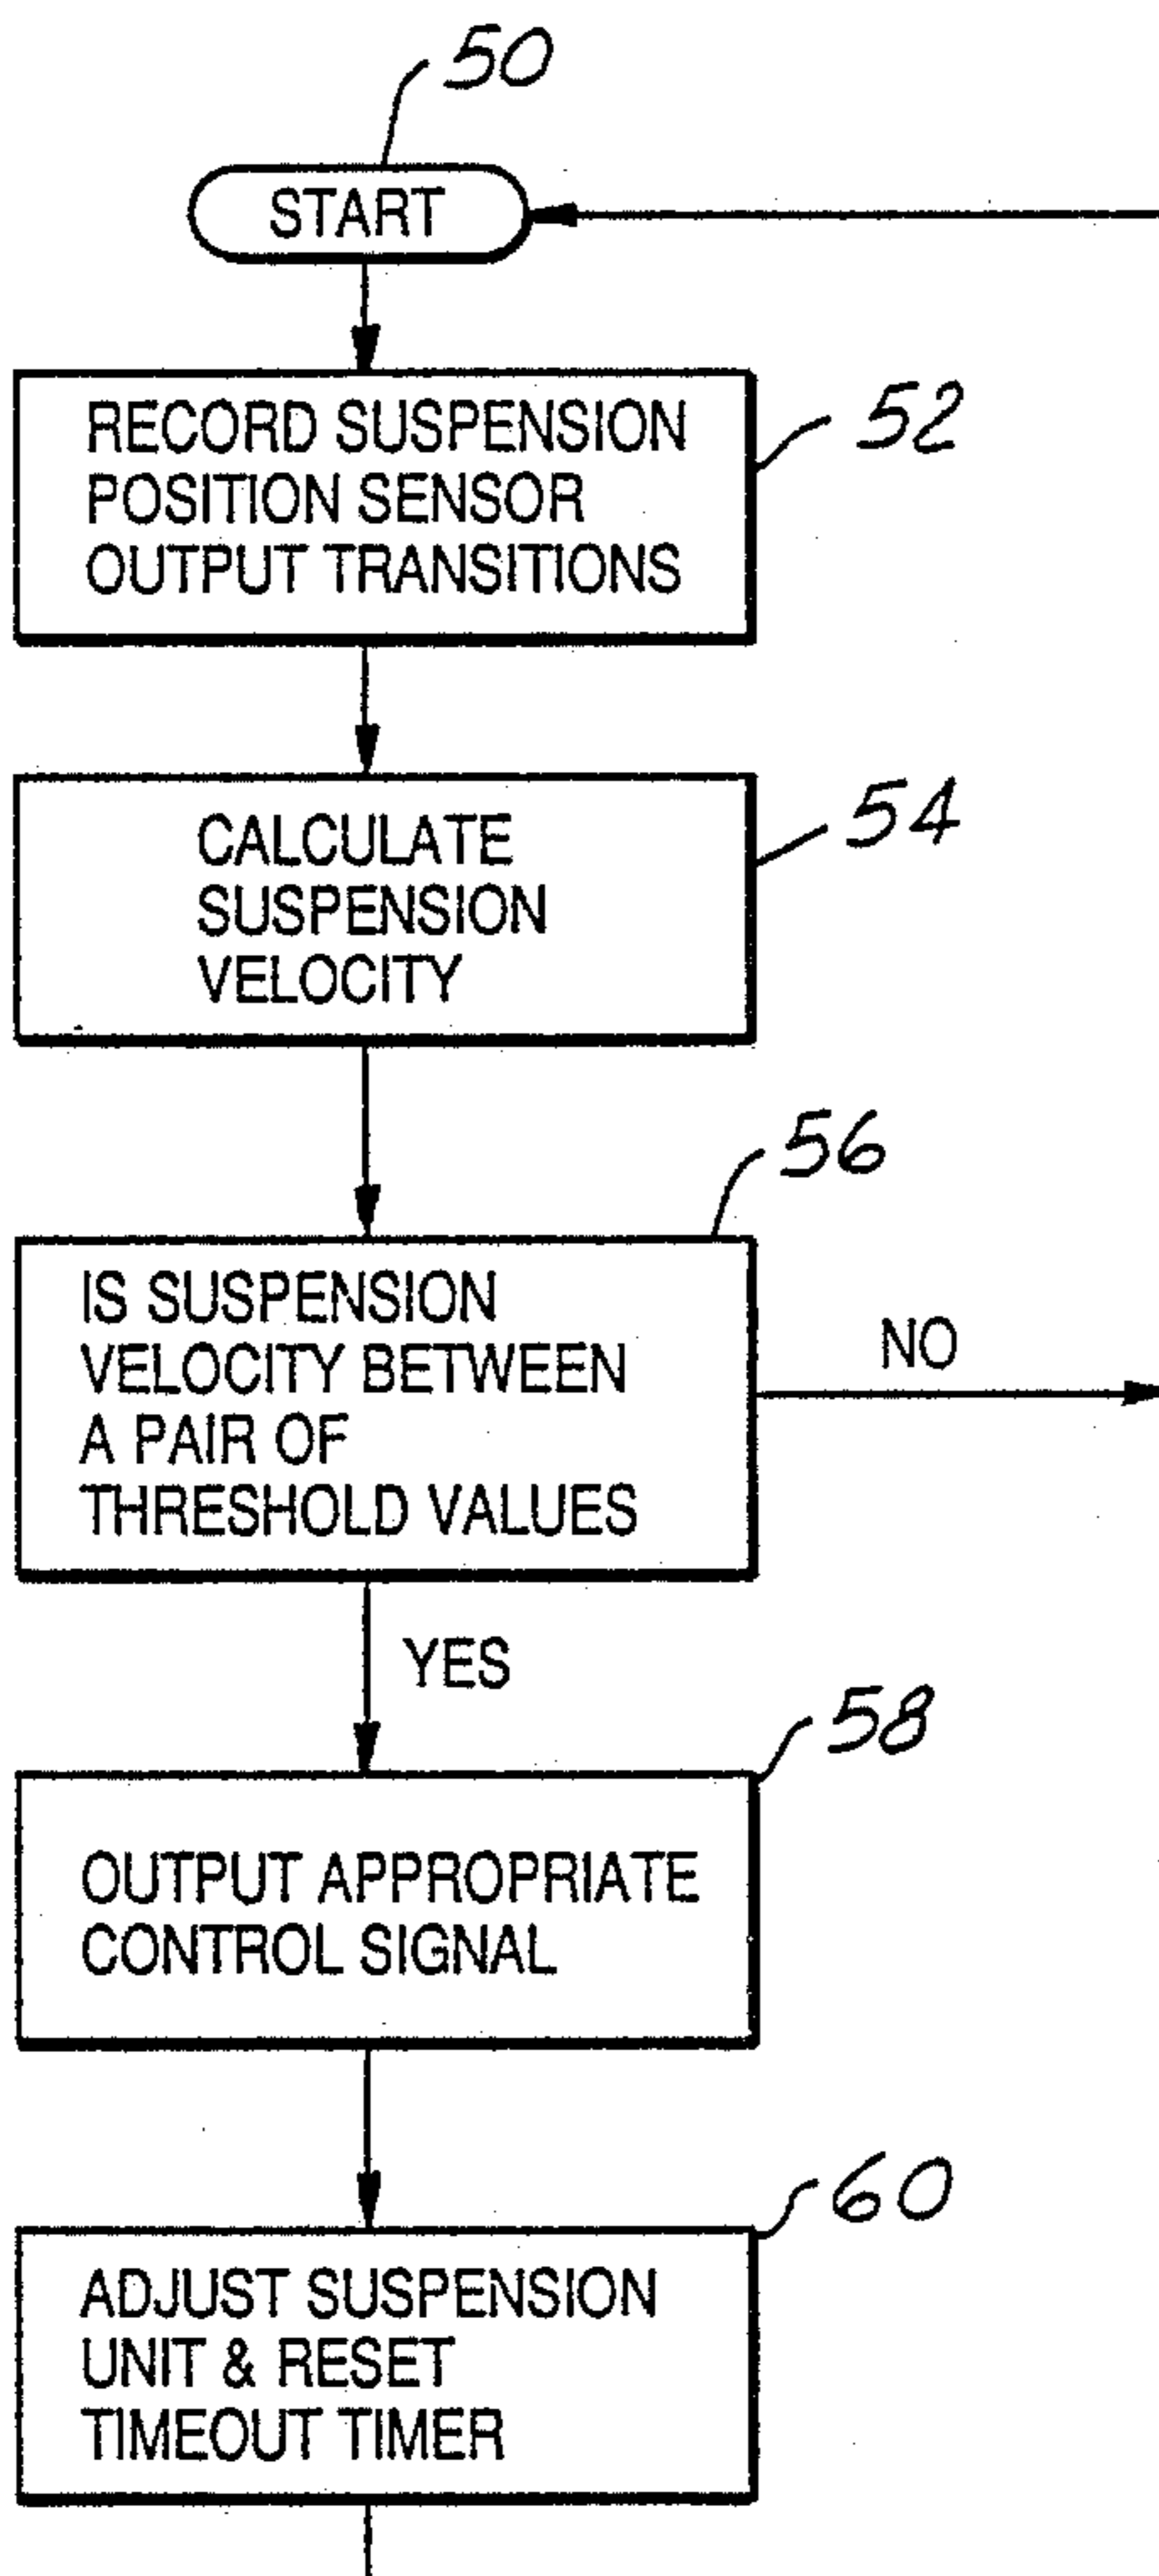 50
START
RECORD SUSPENSION
POSITION SENSOR
OUTPUT TRANSITIONS
52
CALCULATE
SUSPENSION
VELOCITY
54
56
IS SUSPENSION
VELOCITY BETWEEN
A PAIR OF
THRESHOLD VALUES
NO
YES
58
OUTPUT APPROPRIATE
CONTROL SIGNAL
60
ADJUST SUSPENSION
UNIT & RESET
TIMEOUT TIMER